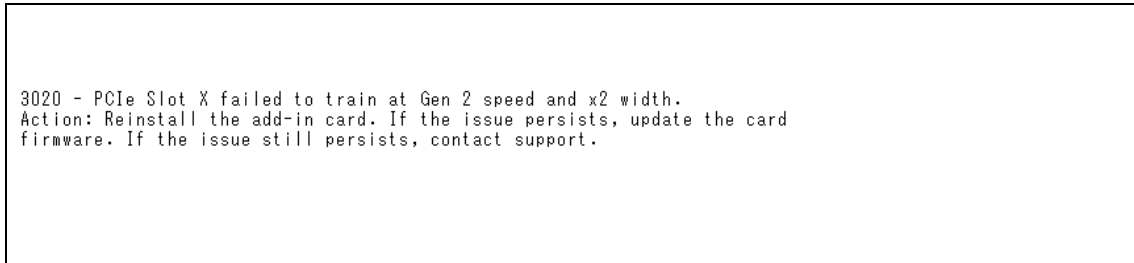 3020 - PCIe Slot X failed to train at Gen 2 speed and x2 width.
Action: Reinstall the add-in card. If the issue persists, update the card
firmware. If the issue still persists, contact support.